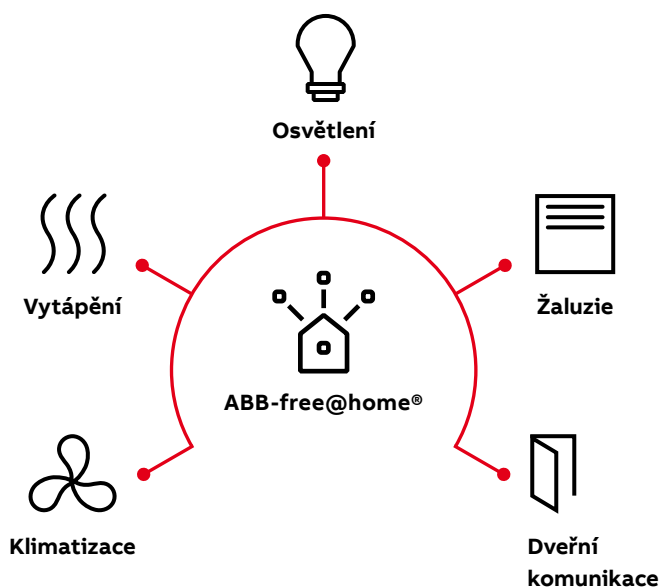 Osvětlení
Vytápění
Žaluzie
ABB-free@home®
Klimatizace
Dveřní
komunikace